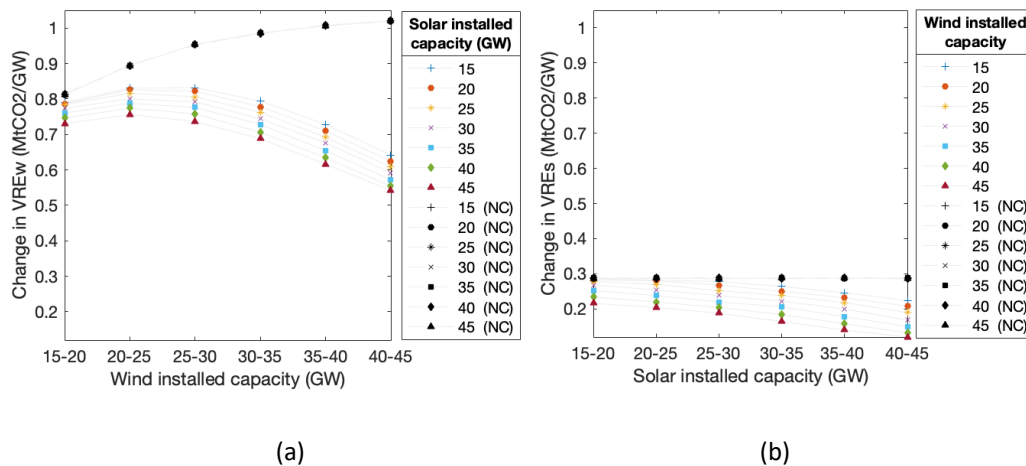 Change in VREw (MtCO2/GW)
1
0.9
0.8
0.7
0.6
0.5
0.4
0.3
0.2
15-20 20-25 25-30 30-35 35-40 40-45
Wind installed capacity (GW)
Solar installed
capacity (GW)
15
20
25
30
35
40
45
15 (NC)
20 (NC)
25 (NC)
30 (NC)
35 (NC)
40 (NC)
45 (NC)
(a)
Change in VREs (MtCO2/GW)
1
0.9
0.8
0.7
0.6
0.5
0.4
0.3
0.2
15-20 20-25 25-30 30-35 35-40 40-45
Solar installed capacity (GW)
Wind installed
capacity
15
20
25
30
35
40
45
15 (NC)
20 (NC)
25 (NC)
30 (NC)
35 (NC)
40 (NC)
45 (NC)
(b)